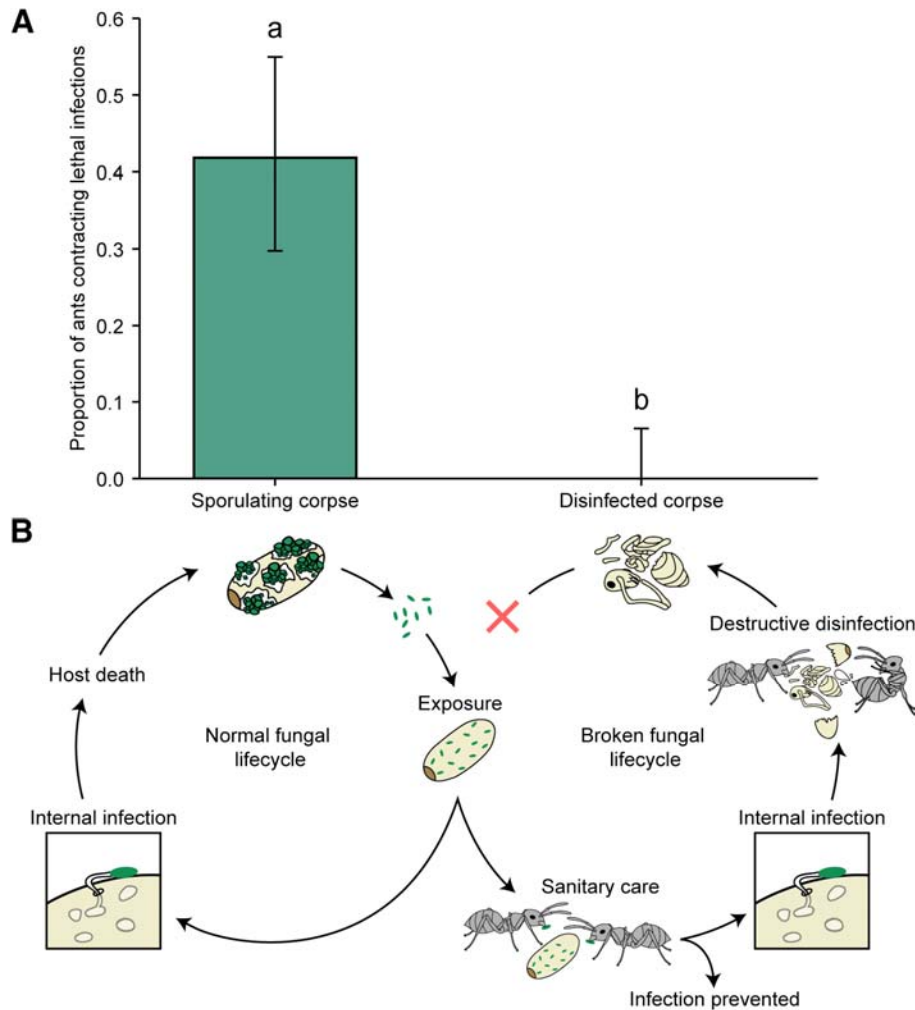 A
Proportion of ants contracting lethal infections
0.6
0.5
0.4
0.3
0.2
0.1
0.0
a
b
Sporulating corpse
Disinfected corpse
B
Destructive disinfection
Host death
Exposure
Normal fungal
lifecycle
Broken fungal
lifecycle
Internal infection
Internal infection
Sanitary care
Infection prevented